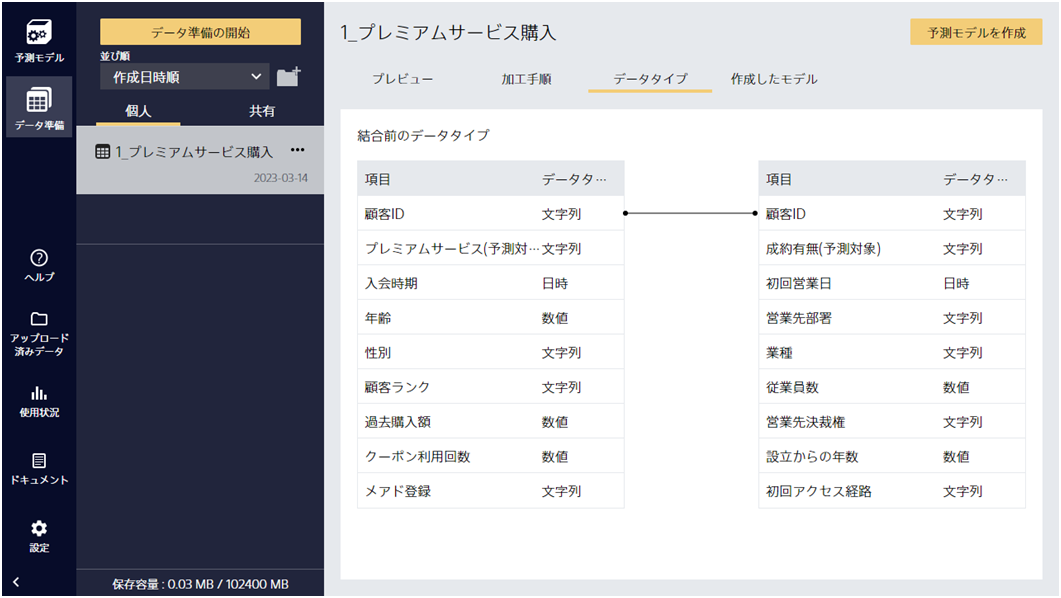 予測モデル
データ準備
ヘルプ
アップロード
済みデータ
使用状況
ドキュメント
設定
データ準備の開始
並び順
作成日時順
個人 共有
1_プレミアムサービス購入 ···
2023-03-14
保存容量 : 0.03 MB / 102400 MB
1_プレミアムサービス購入 予測モデルを作成
プレビュー 加工手順 データタイプ 作成したモデル
結合前のデータタイプ
項目 データタ…
顧客ID 文字列
プレミアムサービス(予測対… 文字列
入会時期 日時
年齢 数値
性別 文字列
顧客ランク 文字列
過去購入額 数値
クーポン利用回数 数値
メアド登録 文字列
項目 データタ…
顧客ID 文字列
成約有無(予測対象) 文字列
初回営業日 日時
営業先部署 文字列
業種 文字列
従業員数 数値
営業先決裁権 文字列
設立からの年数 数値
初回アクセス経路 文字列